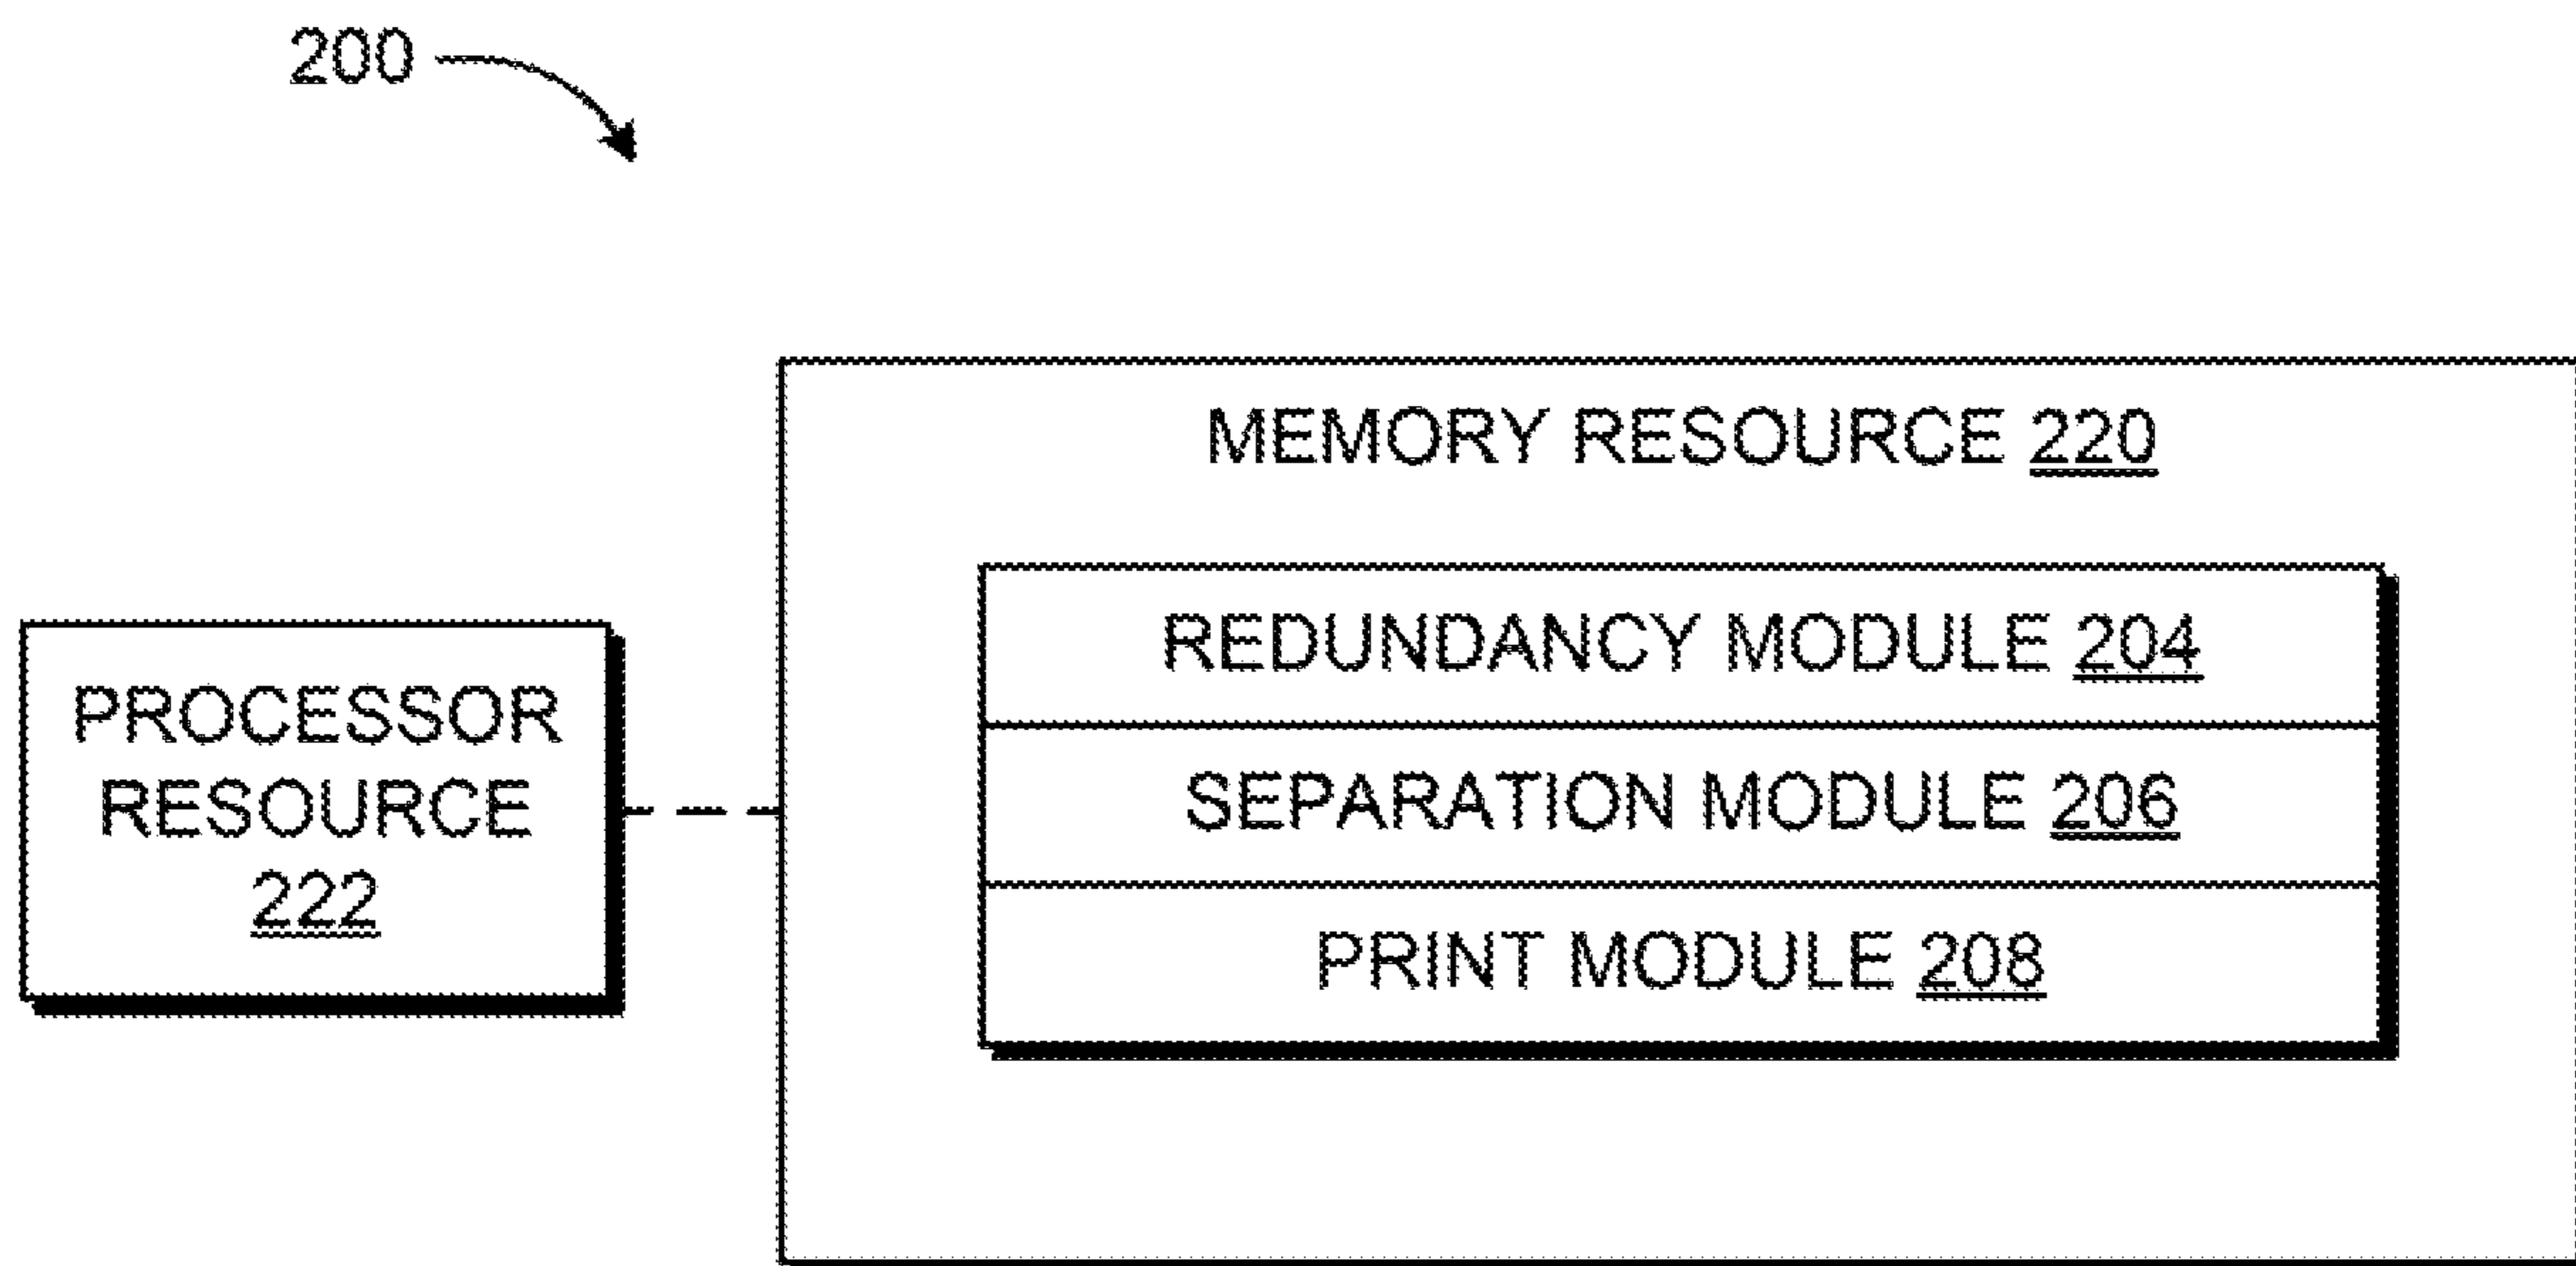 200
MEMORY RESOURCE 220
REDUNDANCY MODULE 204
SEPARATION MODULE 206
PRINT MODULE 208
PROCESSOR
RESOURCE
222